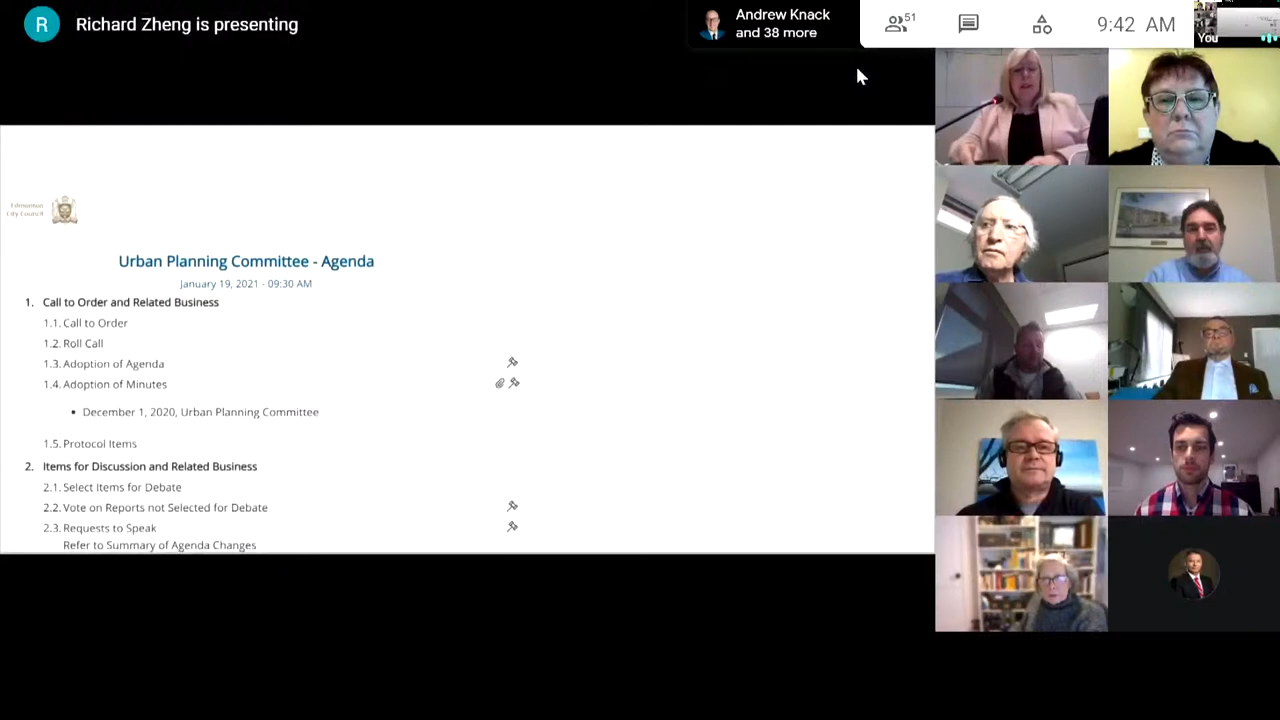 R
Richard Zheng is presenting
Andrew Knack
and 38 more
51
9:42 AM
You
Edmonton
City Council
Urban Planning Committee - Agenda
January 19, 2021 - 09:30 AM
1. Call to Order and Related Business
1.1. Call to Order
1.2. Roll Call
1.3. Adoption of Agenda
1.4. Adoption of Minutes
• December 1, 2020, Urban Planning Committee
1.5. Protocol Items
2. Items for Discussion and Related Business
2.1. Select Items for Debate
2.2. Vote on Reports not Selected for Debate
2.3. Requests to Speak
Refer to Summary of Agenda Changes